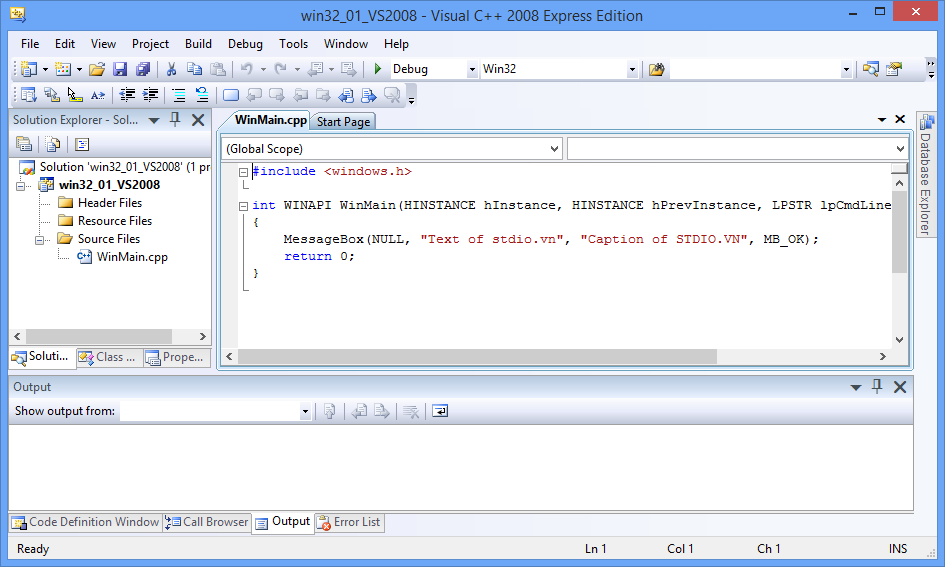 win32_01_VS2008 - Visual C++ 2008 Express Edition
File Edit View Project Build Debug Tools Window Help
Debug Win32
Solution Explorer - Sol...
WinMain.cpp Start Page
(Global Scope)
Solution 'win32_01_VS2008' (1 pr
win32_01_VS2008
Header Files
Resource Files
Source Files
WinMain.cpp
#include <windows.h>
int WINAPI WinMain(HINSTANCE hInstance, HINSTANCE hPrevInstance, LPSTR lpCmdLine
{
MessageBox(NULL, "Text of stdio.vn", "Caption of STDIO.VN", MB_OK);
return 0;
}
Database Explorer
Soluti... Class ... Prope...
Output
Show output from:
Code Definition Window Call Browser Output Error List
Ready Ln 1 Col 1 Ch 1 INS